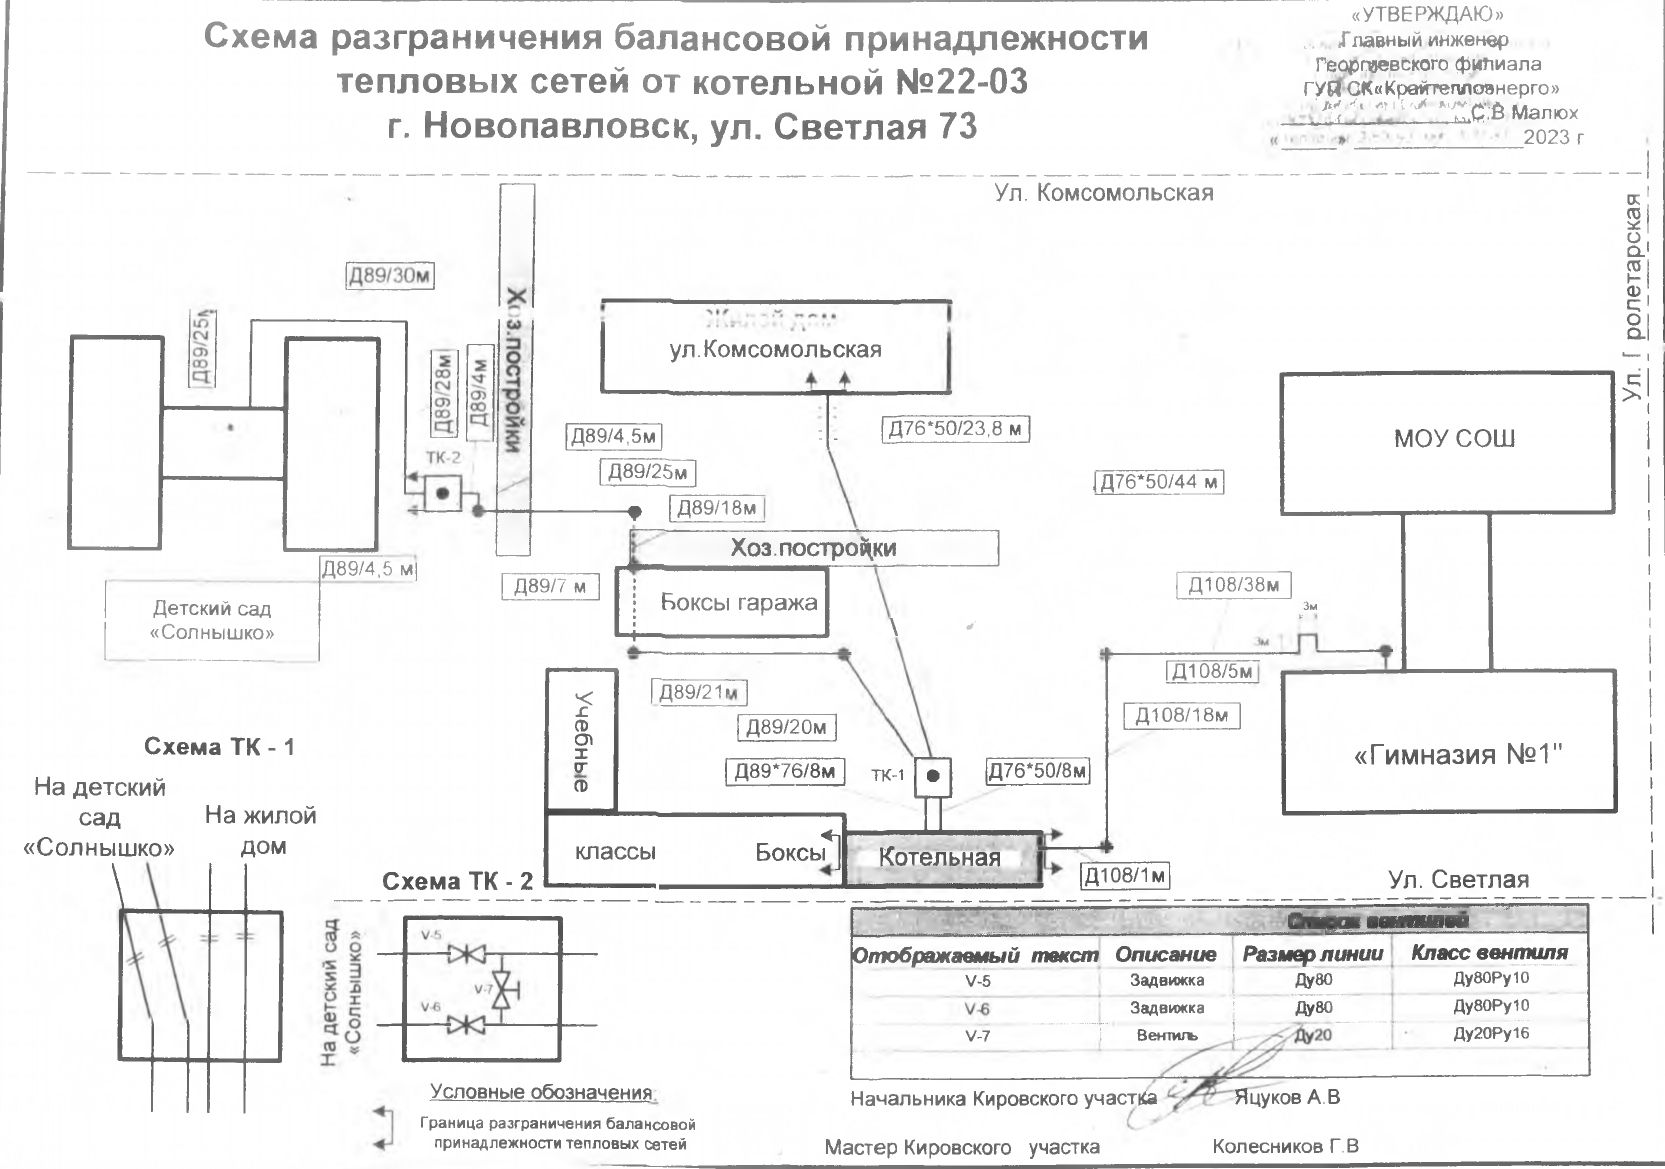 Схема разграничения балансовой принадлежности
тепловых сетей от котельной №22-03
г. Новопавловск, ул. Светлая 73
«УТВЕРЖДАЮ»
Главный инженер
Георгиевского филиала
ГУП СК«Крайтеплоэнерго»
С.В Малюх
«______» ______________2023 г
Ул. Комсомольская
Ул. Пролетарская
Д89/30м
Хоз.постройки
Д89/25м
Д89/28м
Д89/4м
Жилой дом
ул.Комсомольская
Д89/4,5м
Д76*50/23,8 м
МОУ СОШ
ТК-2
Д89/25м
Д76*50/44 м
Д89/18м
Хоз.постройки
Д89/4,5 м
Д89/7 м
Боксы гаража
Д108/38м
3м
3м
Детский сад
«Солнышко»
Д108/5м
Д89/21м
Д108/18м
Учебные
Д89/20м
Д89*76/8м
ТК-1
Д76*50/8м
«Гимназия №1"
классы
Боксы
Котельная
Д108/1м
Ул. Светлая
Схема ТК - 1
На детский
сад
«Солнышко»
На жилой
дом
Схема ТК - 2
На детский сад
«Солнышко»
V-5
V-7
V-6
Список вентилей
Отображаемый текст Описание Размер линии Класс вентиля
V-5 Задвижка Ду80 Ду80Ру10
V-6 Задвижка Ду80 Ду80Ру10
V-7 Вентиль Ду20 Ду20Ру16
Условные обозначения:
Граница разграничения балансовой
принадлежности тепловых сетей
Начальника Кировского участка Яцуков А.В
Мастер Кировского участка Колесников Г.В